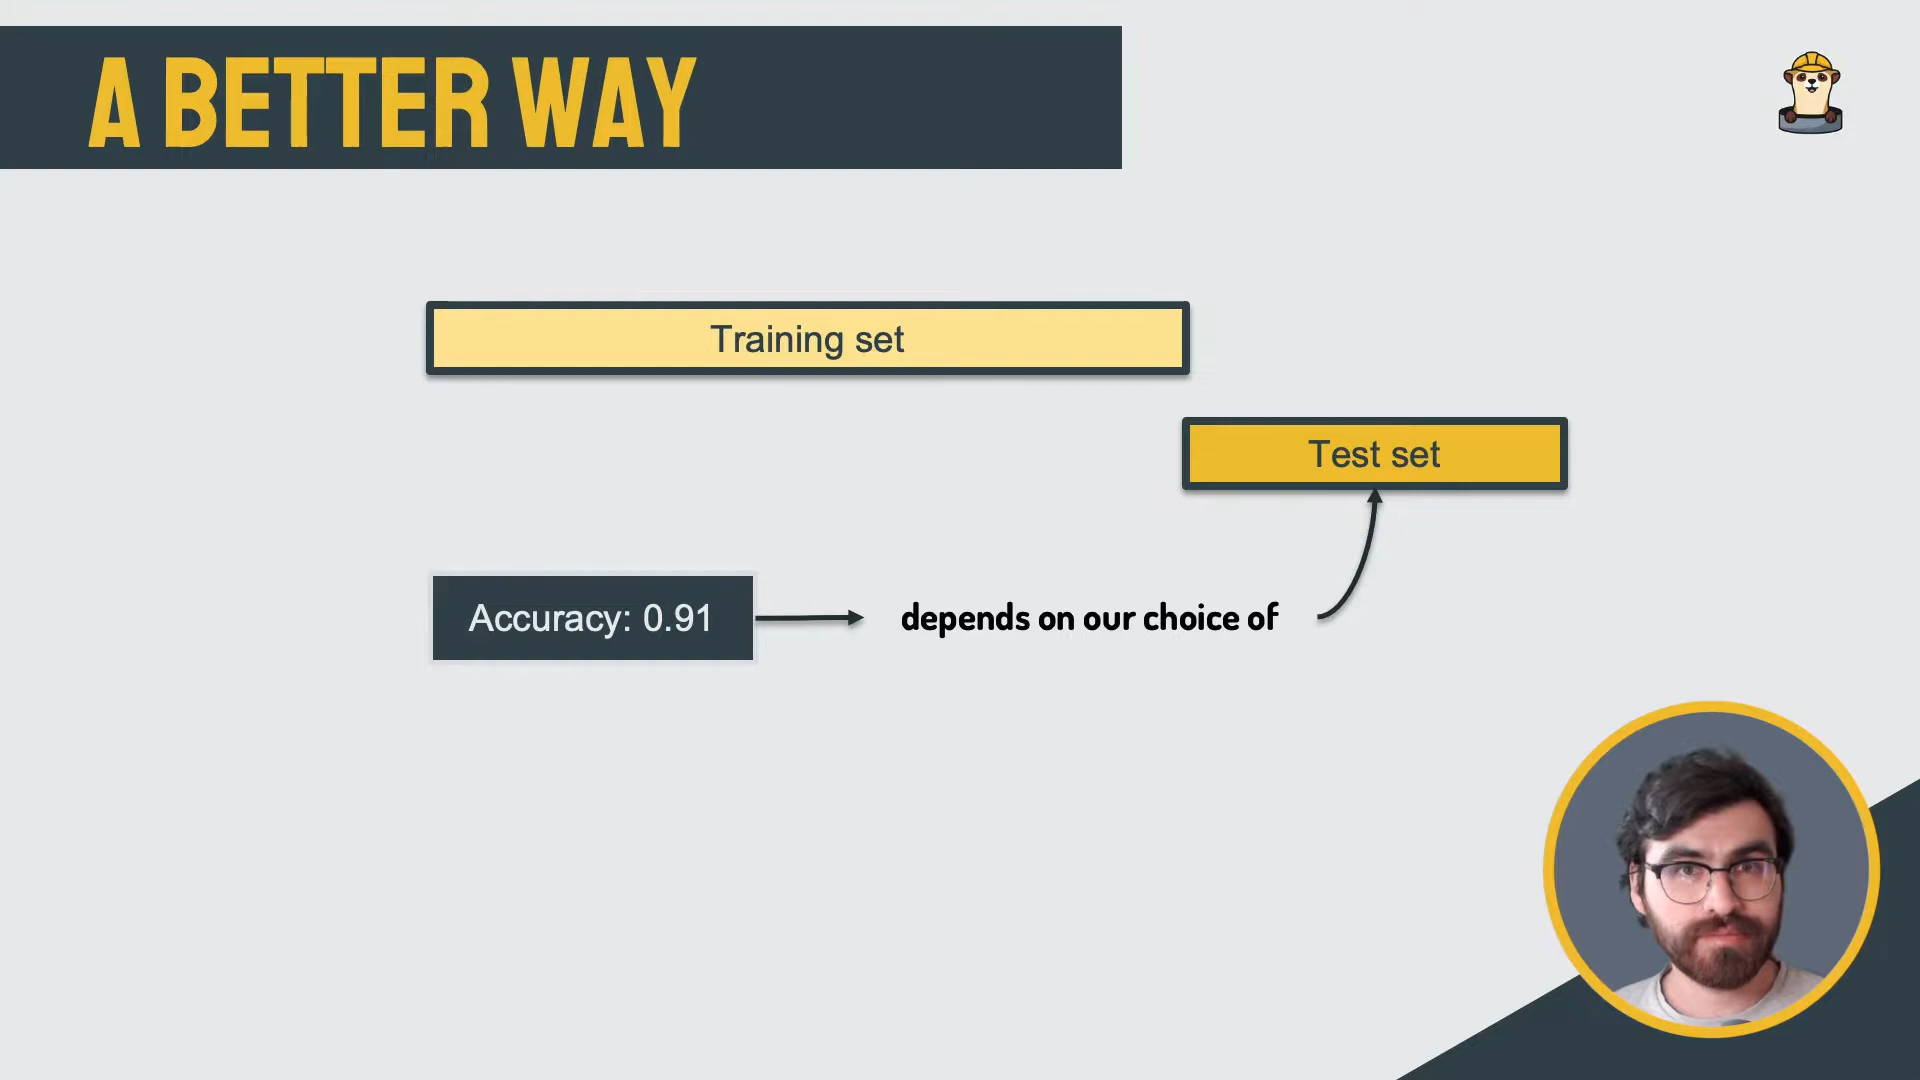 A BETTER WAY
Training set
Test set
Accuracy: 0.91
depends on our choice of